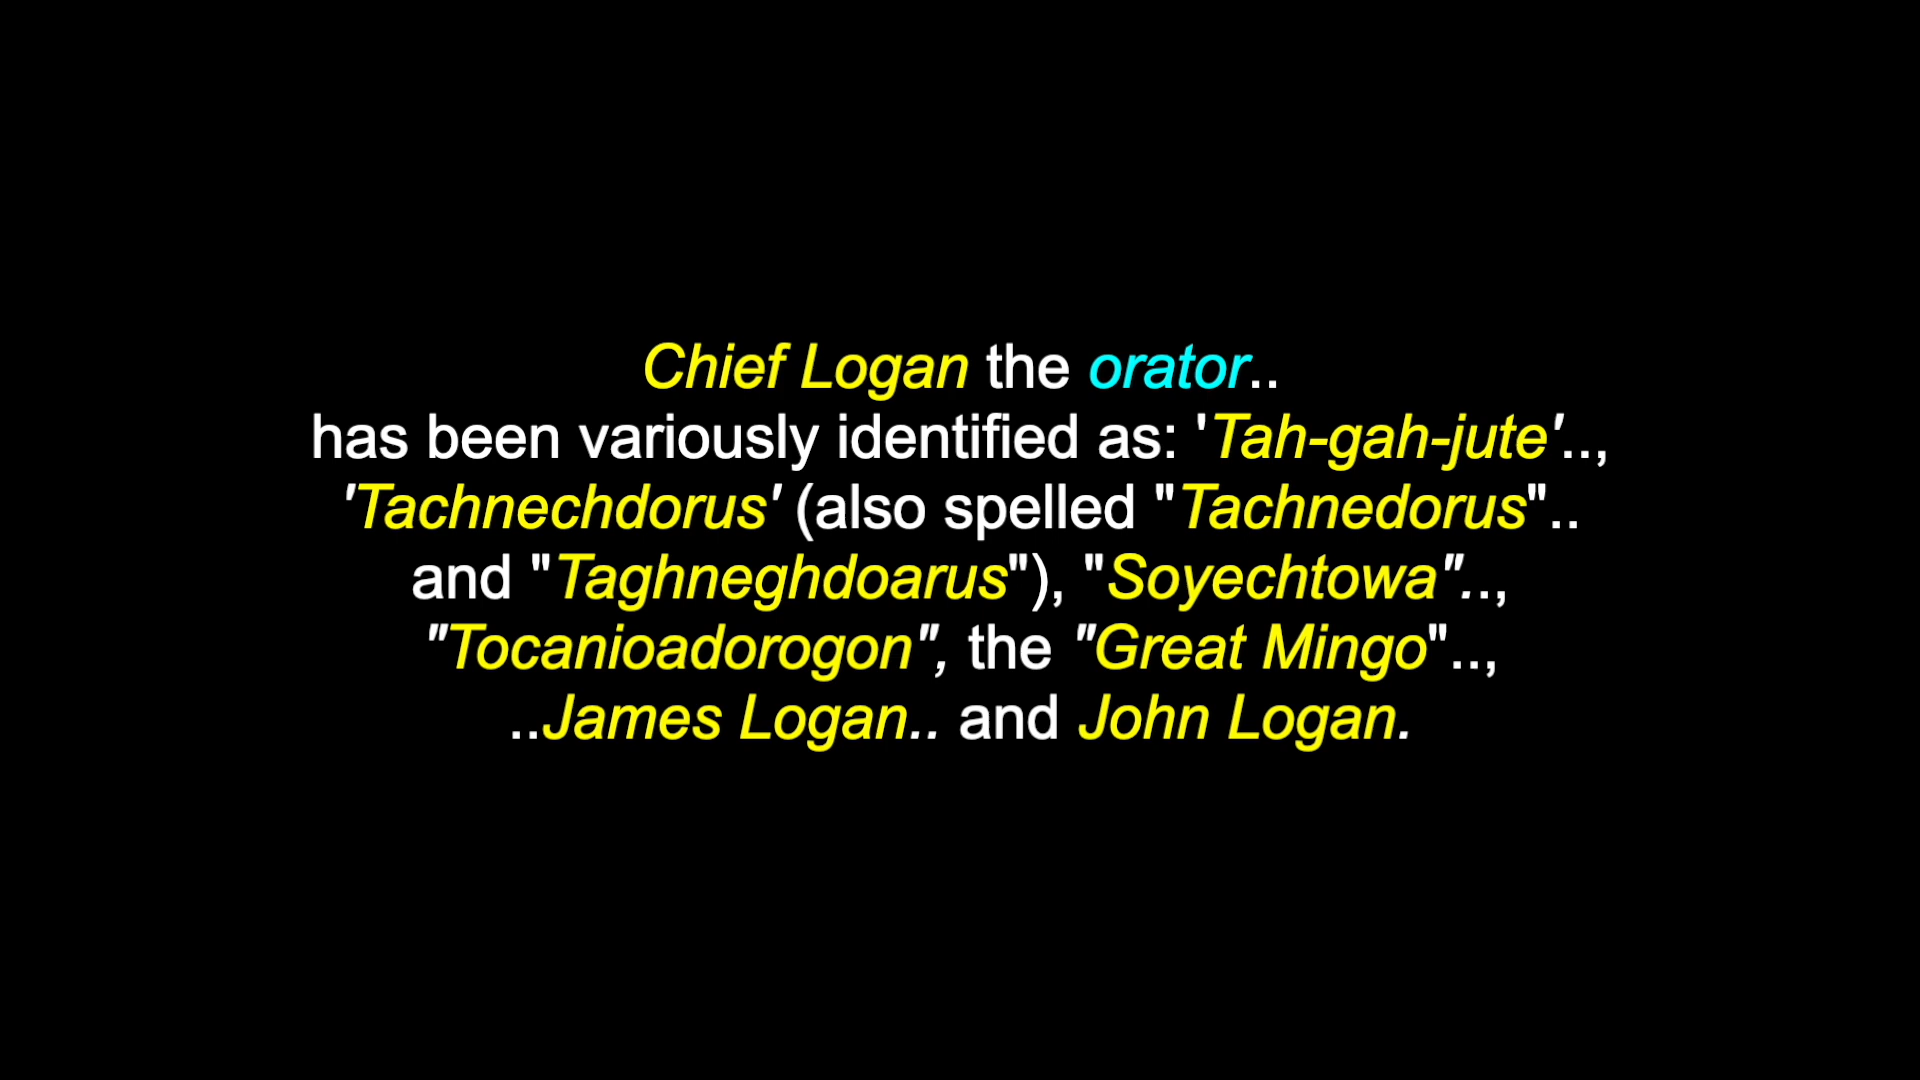 Chief Logan the orator..
has been variously identified as: 'Tah-gah-jute'..,
'Tachnechdorus' (also spelled "Tachnedorus"..
and "Taghneghdoarus"), "Soyechtowa"..,
"Tocanioadorogon", the "Great Mingo"..,
..James Logan.. and John Logan.